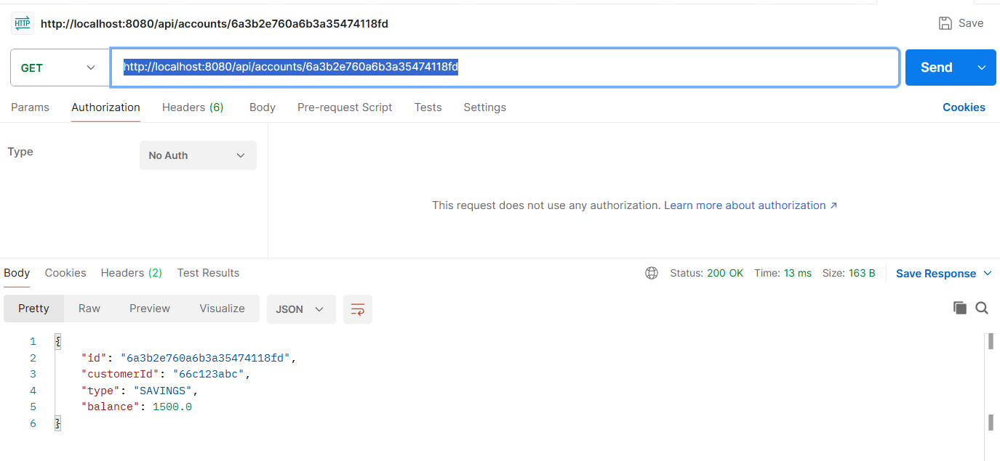 HTTP http://localhost:8080/api/accounts/6a3b2e760a6b3a35474118fd Save
GET http://localhost:8080/api/accounts/6a3b2e760a6b3a35474118fd Send
Params Authorization Headers (6) Body Pre-request Script Tests Settings Cookies
Type No Auth
This request does not use any authorization. Learn more about authorization ↗
Body Cookies Headers (2) Test Results Status: 200 OK Time: 13 ms Size: 163 B Save Response
Pretty Raw Preview Visualize JSON
1 {
2 "id": "6a3b2e760a6b3a35474118fd",
3 "customerId": "66c123abc",
4 "type": "SAVINGS",
5 "balance": 1500.0
6 }